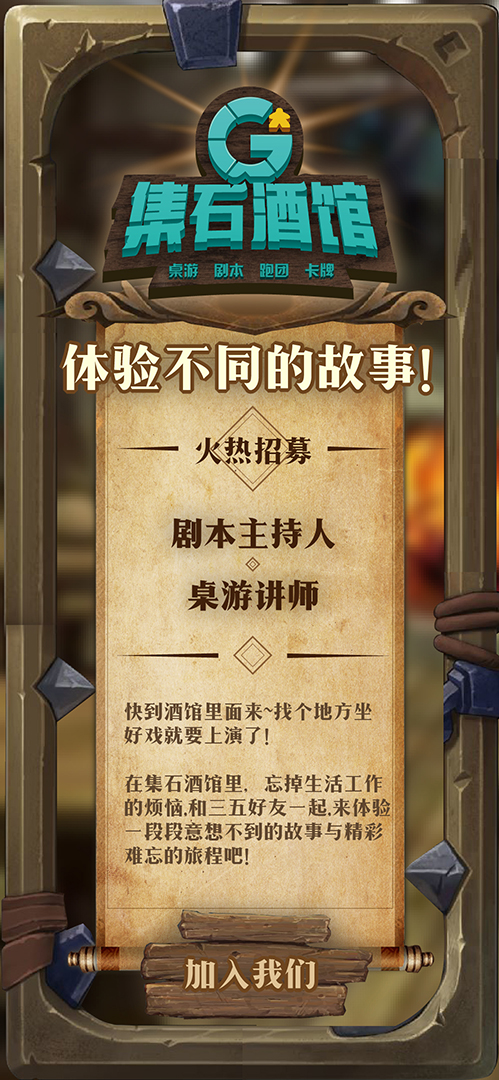 G
集石酒馆
桌游 剧本 跑团 卡牌
体验不同的故事!
火热招募
剧本主持人
桌游讲师
快到酒馆里面来~找个地方坐
好戏就要上演了!
在集石酒馆里, 忘掉生活工作
的烦恼,和三五好友一起,来体验
一段段意想不到的故事与精彩
难忘的旅程吧!
加入我们